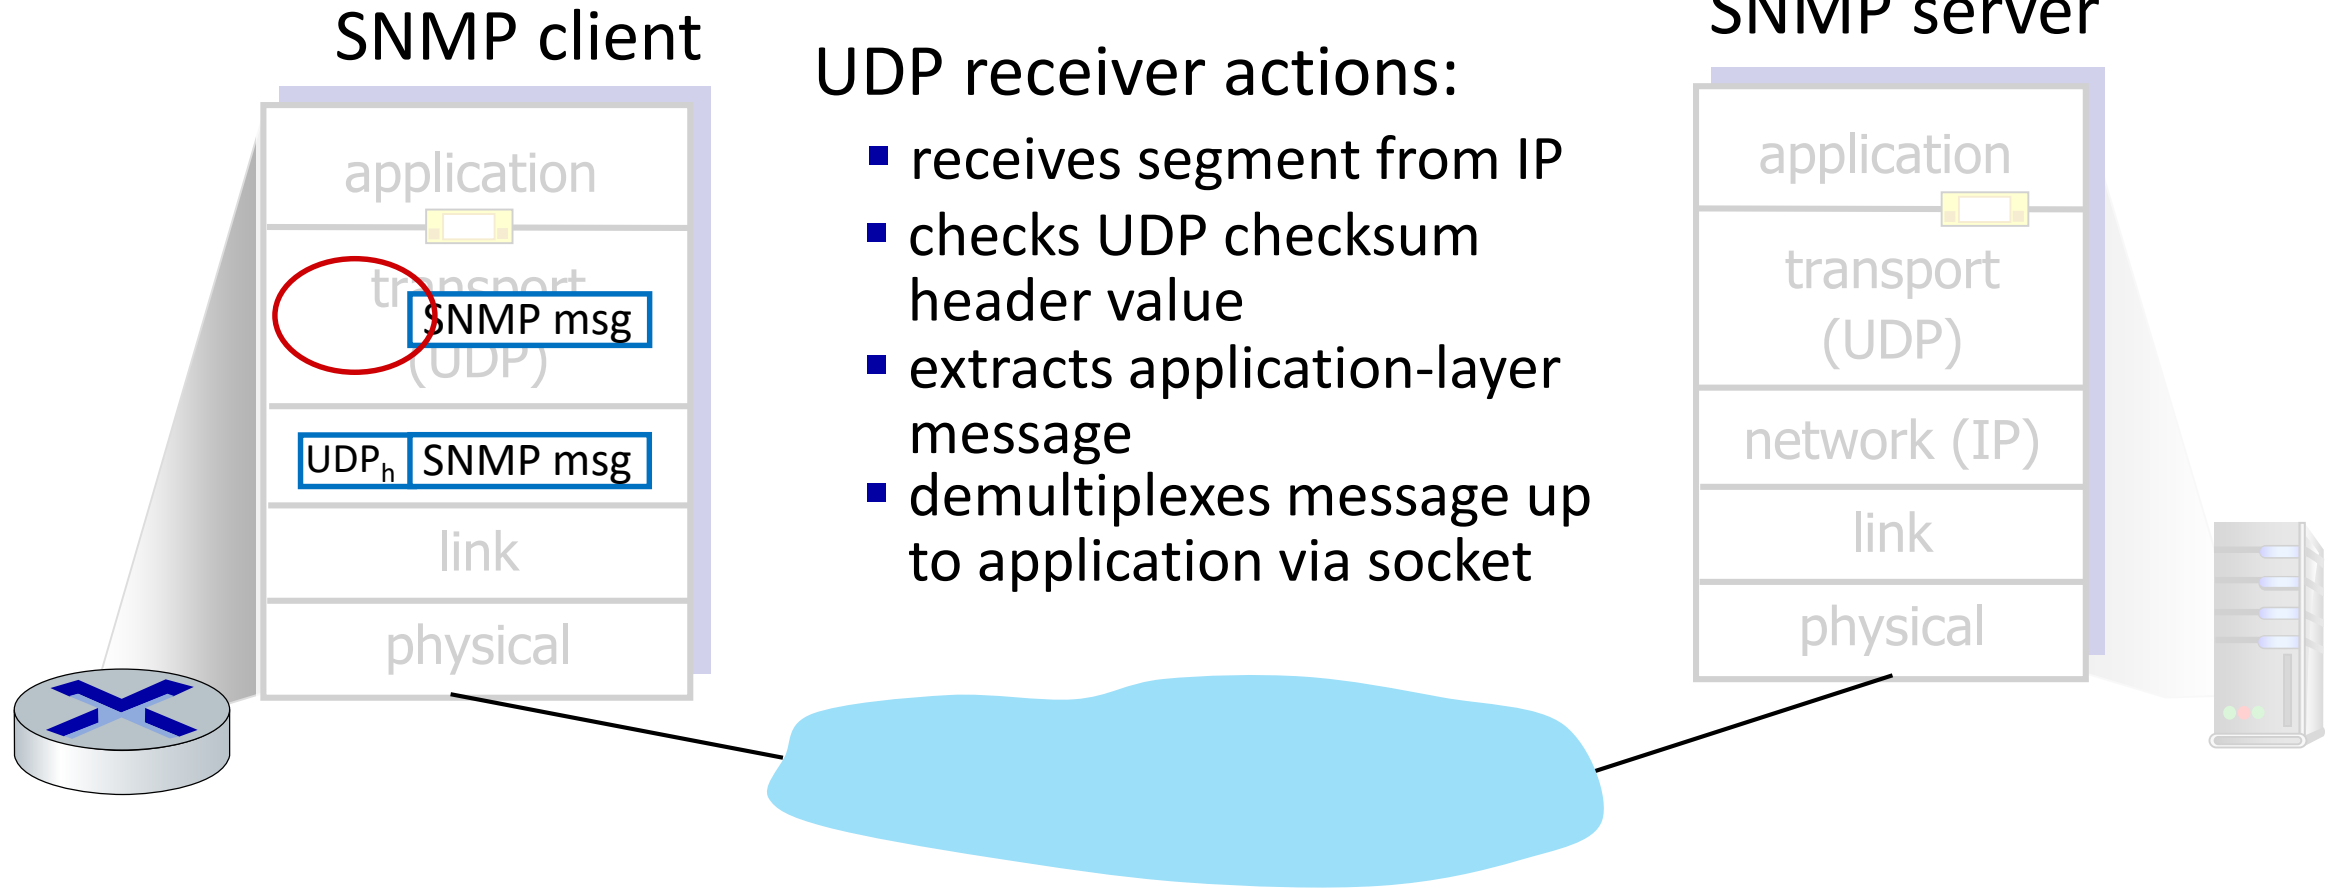 SNMP client
application
transport
SNMP msg
(UDP)
UDPh SNMP msg
link
physical
UDP receiver actions:
receives segment from IP
checks UDP checksum
header value
extracts application-layer
message
demultiplexes message up
to application via socket
SNMP server
application
transport
(UDP)
network (IP)
link
physical